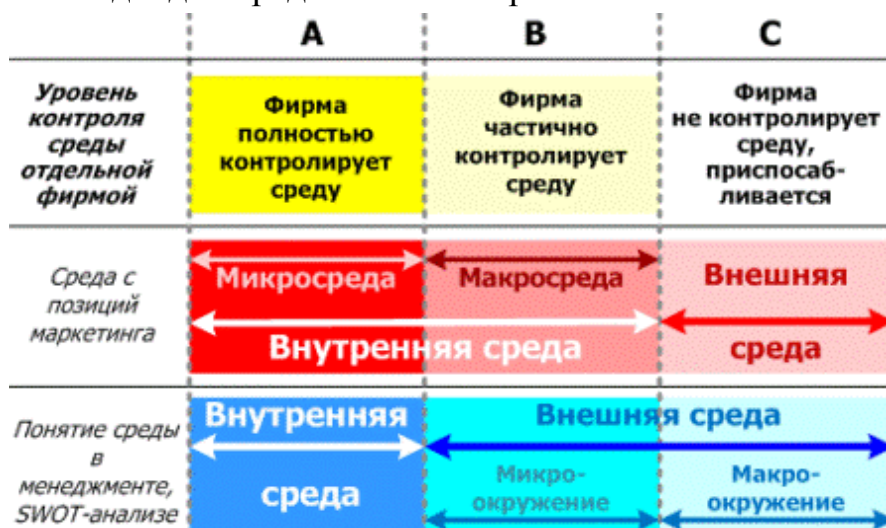 A
B
C
Уровень
контроля
среды
отдельной
фирмой
Фирма
полностью
контролирует
среду
Фирма
частично
контролирует
среду
Фирма
не контролирует
среду,
приспосаб-
ливается
Среда с
позиций
маркетинга
Микросреда
Макросреда
Внутренняя среда
Внешняя
среда
Понятие среды
в
менеджменте,
SWOT-анализе
Внутренняя
среда
Внешняя среда
Микро-
окружение
Макро-
окружение